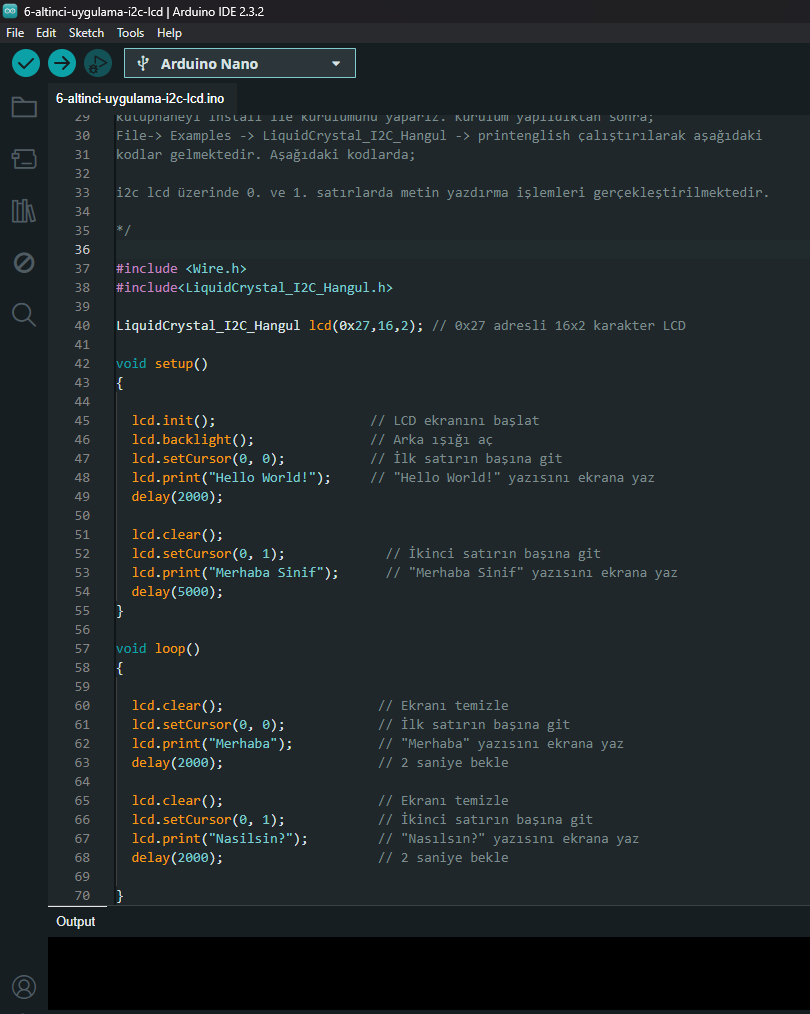 6-altinci-uygulama-i2c-lcd | Arduino IDE 2.3.2
File Edit Sketch Tools Help
Arduino Nano
6-altinci-uygulama-i2c-lcd.ino
29 kütüphaneyi install ile kurulumunu yaparız. Kurulum yapıldıktan sonra;
30 File-> Examples -> LiquidCrystal_I2C_Hangul -> printenglish çalıştırılarak aşağıdaki
31 kodlar gelmektedir. Aşağıdaki kodlarda;
32
33 i2c lcd üzerinde 0. ve 1. satırlarda metin yazdırma işlemleri gerçekleştirilmektedir.
34
35 */
36
37 #include <Wire.h>
38 #include<LiquidCrystal_I2C_Hangul.h>
39
40 LiquidCrystal_I2C_Hangul lcd(0x27,16,2); // 0x27 adresli 16x2 karakter LCD
41
42 void setup()
43 {
44
45 lcd.init(); // LCD ekranını başlat
46 lcd.backlight(); // Arka ışığı aç
47 lcd.setCursor(0, 0); // İlk satırın başına git
48 lcd.print("Hello World!"); // "Hello World!" yazısını ekrana yaz
49 delay(2000);
50
51 lcd.clear();
52 lcd.setCursor(0, 1); // İkinci satırın başına git
53 lcd.print("Merhaba Sinif"); // "Merhaba Sinif" yazısını ekrana yaz
54 delay(5000);
55 }
56
57 void loop()
58 {
59
60 lcd.clear(); // Ekranı temizle
61 lcd.setCursor(0, 0); // İlk satırın başına git
62 lcd.print("Merhaba"); // "Merhaba" yazısını ekrana yaz
63 delay(2000); // 2 saniye bekle
64
65 lcd.clear(); // Ekranı temizle
66 lcd.setCursor(0, 1); // İkinci satırın başına git
67 lcd.print("Nasilsin?"); // "Nasılsın?" yazısını ekrana yaz
68 delay(2000); // 2 saniye bekle
69
70 }
Output